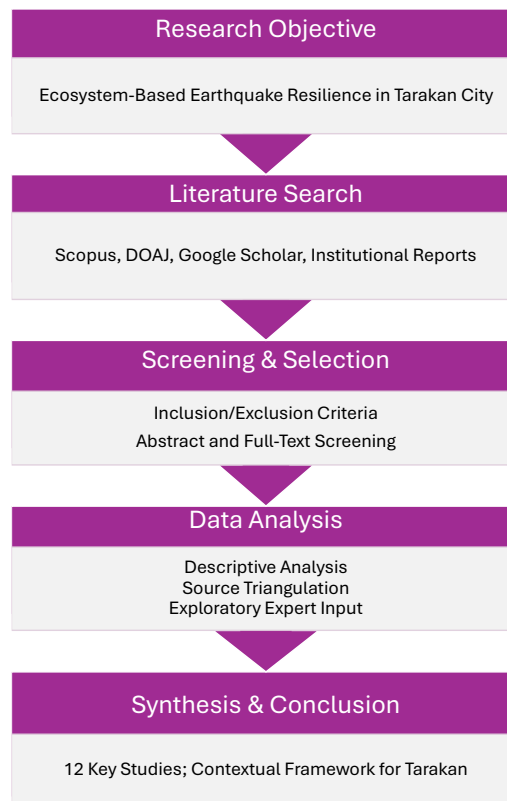 Research Objective
Ecosystem-Based Earthquake Resilience in Tarakan City
Literature Search
Scopus, DOAJ, Google Scholar, Institutional Reports
Screening & Selection
Inclusion/Exclusion Criteria
Abstract and Full-Text Screening
Data Analysis
Descriptive Analysis
Source Triangulation
Exploratory Expert Input
Synthesis & Conclusion
12 Key Studies; Contextual Framework for Tarakan